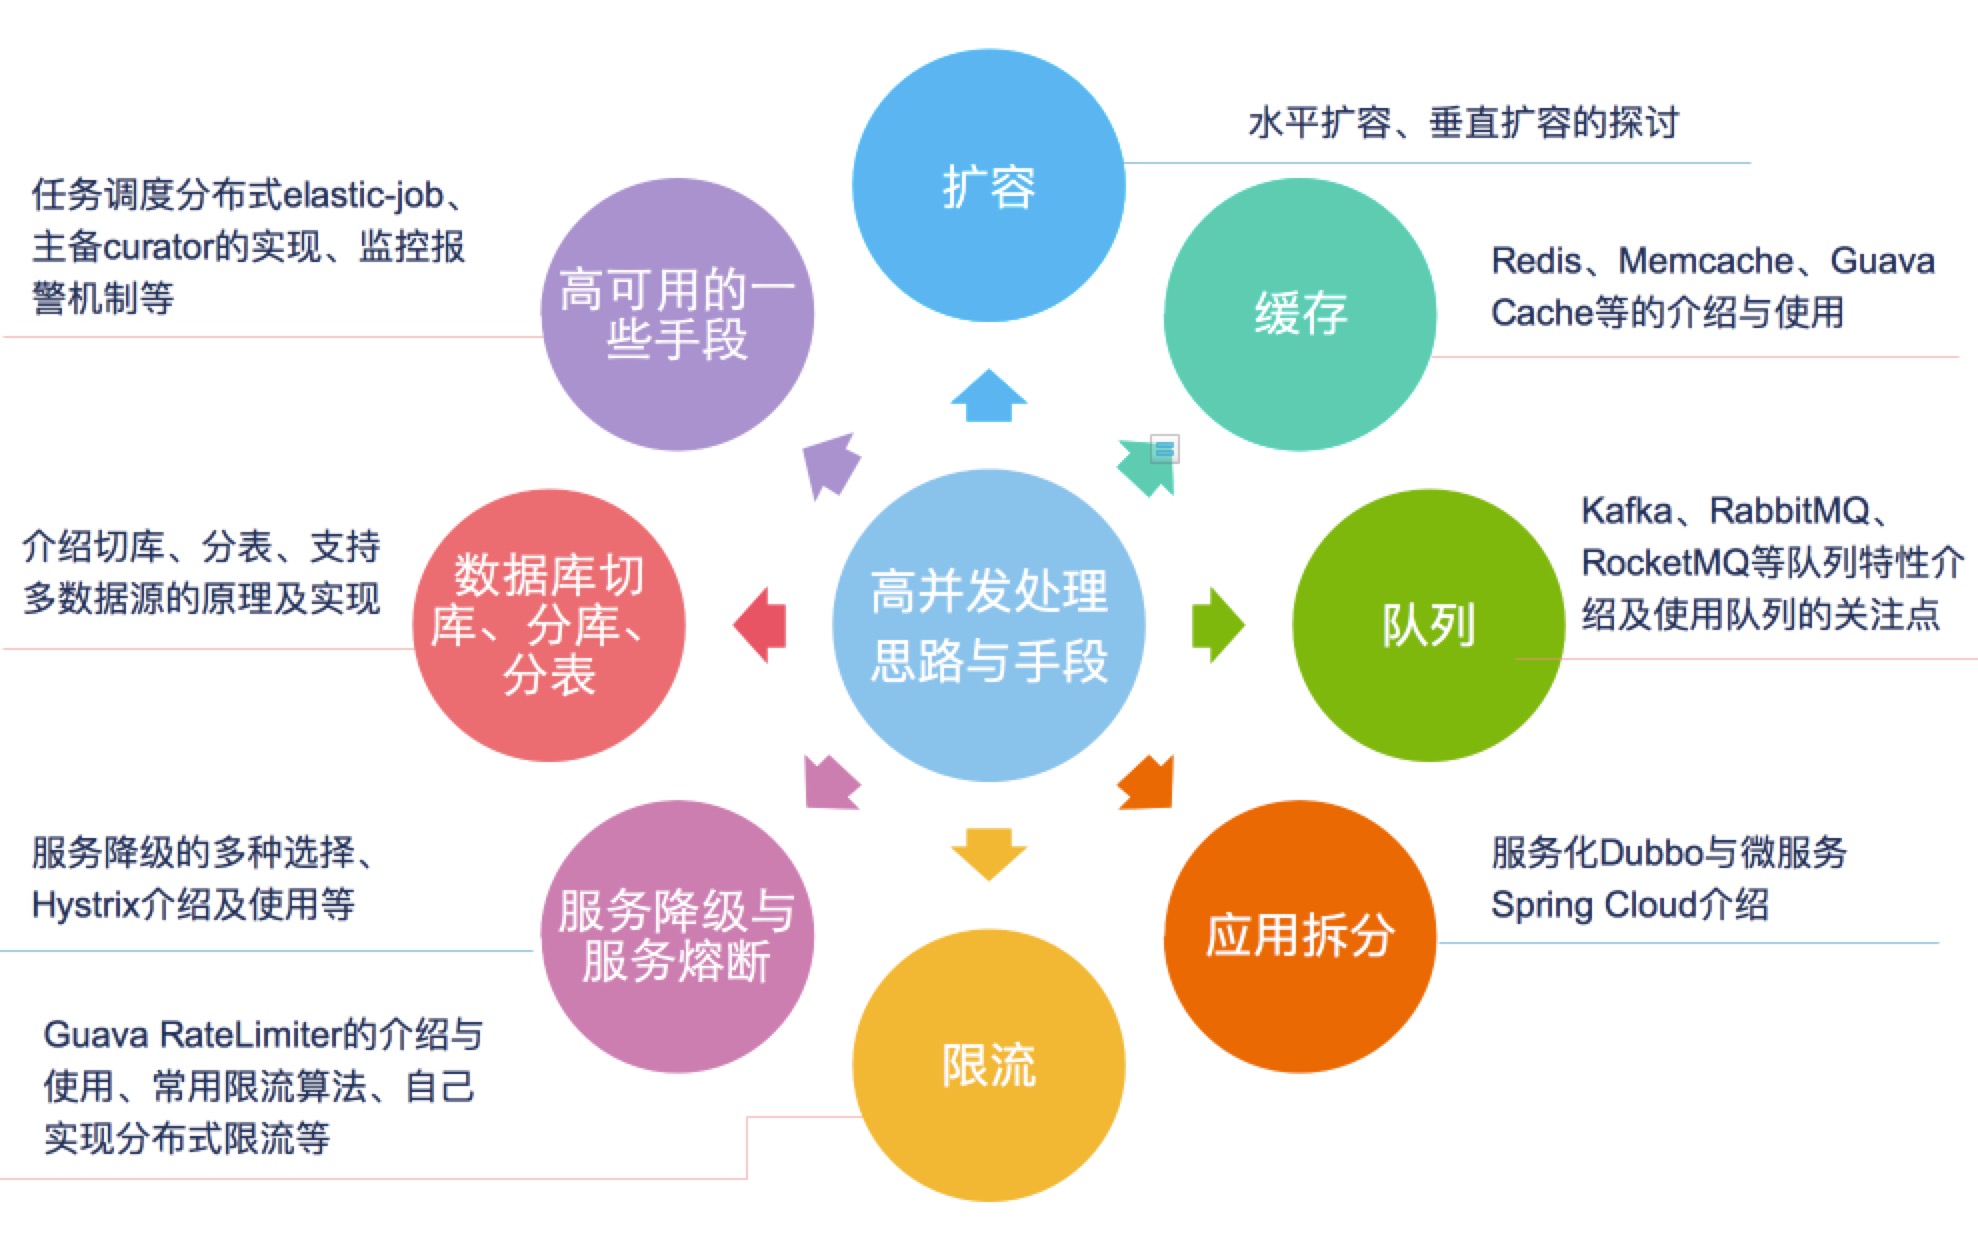 扩容
水平扩容、垂直扩容的探讨
缓存
Redis、Memcache、Guava
Cache等的介绍与使用
队列
Kafka、RabbitMQ、
RocketMQ等队列特性介
绍及使用队列的关注点
应用拆分
服务化Dubbo与微服务
Spring Cloud介绍
限流
Guava RateLimiter的介绍与
使用、常用限流算法、自己
实现分布式限流等
服务降级与
服务熔断
服务降级的多种选择、
Hystrix介绍及使用等
数据库切
库、分库、
分表
介绍切库、分表、支持
多数据源的原理及实现
高可用的一
些手段
任务调度分布式elastic-job、
主备curator的实现、监控报
警机制等
高并发处理
思路与手段